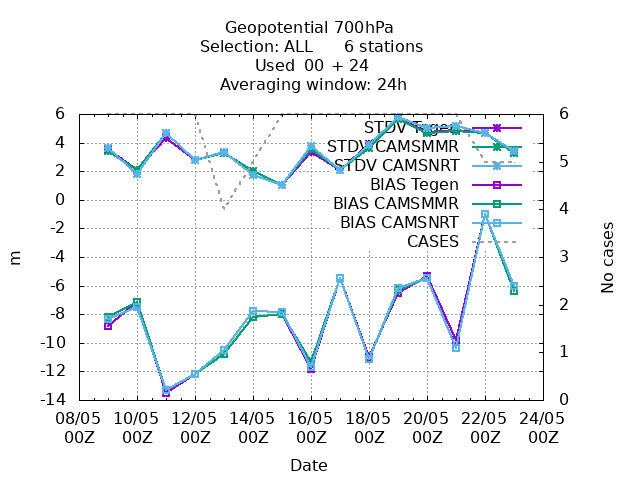 Geopotential 700hPa
Selection: ALL 6 stations
Used 00 + 24
Averaging window: 24h
6
4
2
0
-2
-4
-6
-8
-10
-12
-14
m
STDV Tegen
STDV CAMSMMR
STDV CAMSNRT
BIAS Tegen
BIAS CAMSMMR
BIAS CAMSNRT
CASES
6
5
4
3
2
1
0
No cases
08/05 10/05 12/05 14/05 16/05 18/05 20/05 22/05 24/05
00Z 00Z 00Z 00Z 00Z 00Z 00Z 00Z 00Z
Date